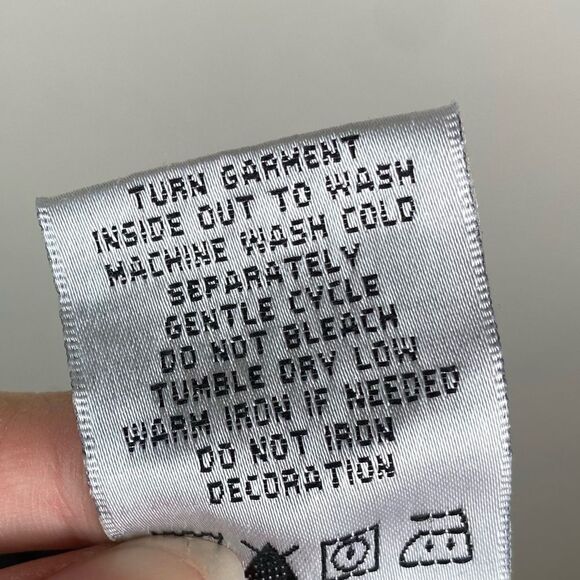 TURN GARMENT
INSIDE OUT TO WASH
MACHINE WASH COLD
SEPARATELY
GENTLE CYCLE
DO NOT BLEACH
TUMBLE DRY LOW
WARM IRON IF NEEDED
DO NOT IRON
DECORATION